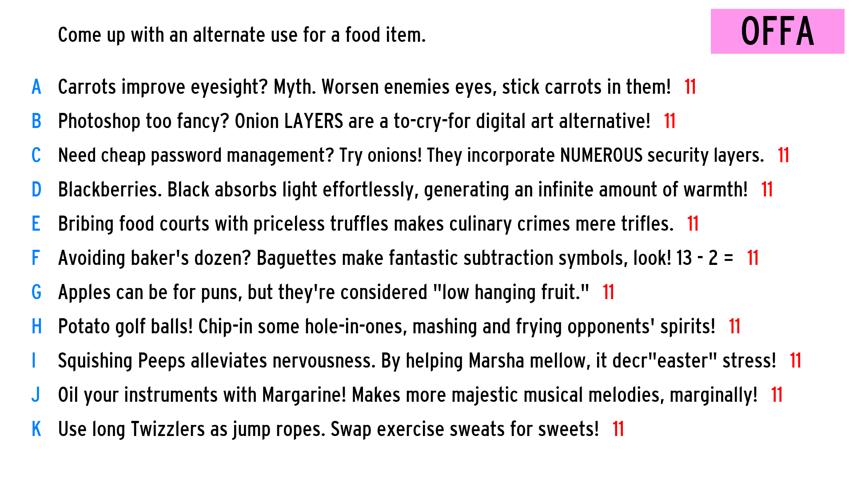 Come up with an alternate use for a food item.
OFFA
A Carrots improve eyesight? Myth. Worsen enemies eyes, stick carrots in them! 11
B Photoshop too fancy? Onion LAYERS are a to-cry-for digital art alternative! 11
C Need cheap password management? Try onions! They incorporate NUMEROUS security layers. 11
D Blackberries. Black absorbs light effortlessly, generating an infinite amount of warmth! 11
E Bribing food courts with priceless truffles makes culinary crimes mere trifles. 11
F Avoiding baker's dozen? Baguettes make fantastic subtraction symbols, look! 13 - 2 = 11
G Apples can be for puns, but they're considered "low hanging fruit." 11
H Potato golf balls! Chip-in some hole-in-ones, mashing and frying opponents' spirits! 11
I Squishing Peeps alleviates nervousness. By helping Marsha mellow, it decr"easter" stress! 11
J Oil your instruments with Margarine! Makes more majestic musical melodies, marginally! 11
K Use long Twizzlers as jump ropes. Swap exercise sweats for sweets! 11